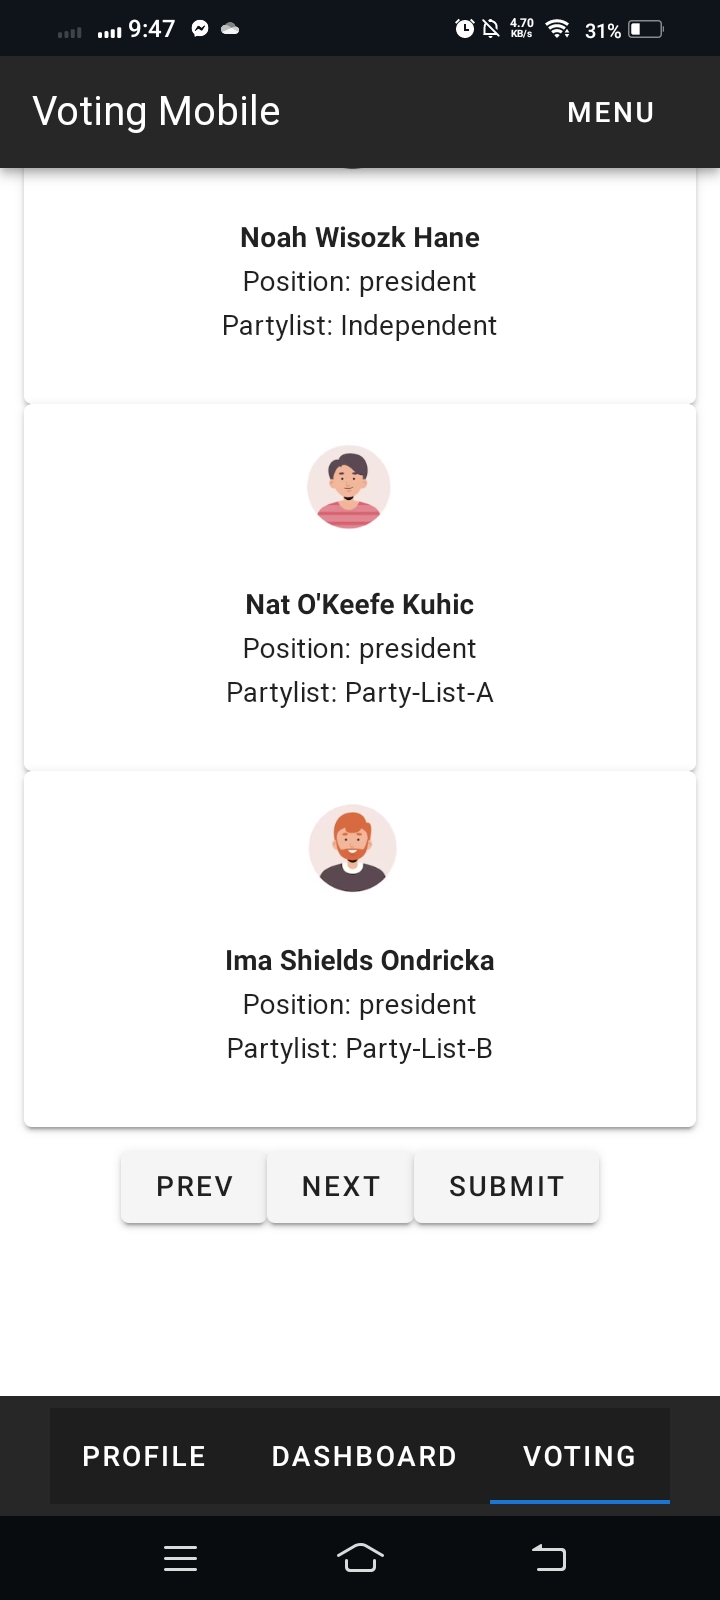 9:47
4.70
KB/s
31%
Voting Mobile
MENU
Noah Wisozk Hane
Position: president
Partylist: Independent
Nat O'Keefe Kuhic
Position: president
Partylist: Party-List-A
Ima Shields Ondricka
Position: president
Partylist: Party-List-B
PREV NEXT SUBMIT
PROFILE DASHBOARD VOTING